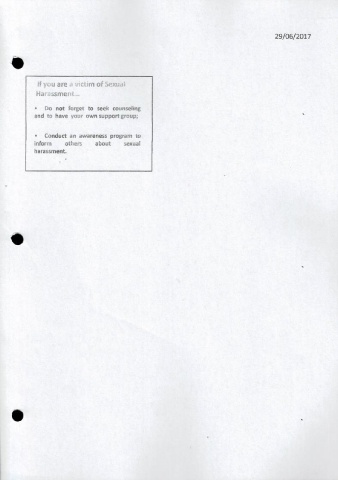 29/06/2017
If you are a victim of Sexual
Harassment...
• Do not forget to seek counseling
and to have your own support group;
• Conduct an awareness program to
inform others about sexual
harassment.